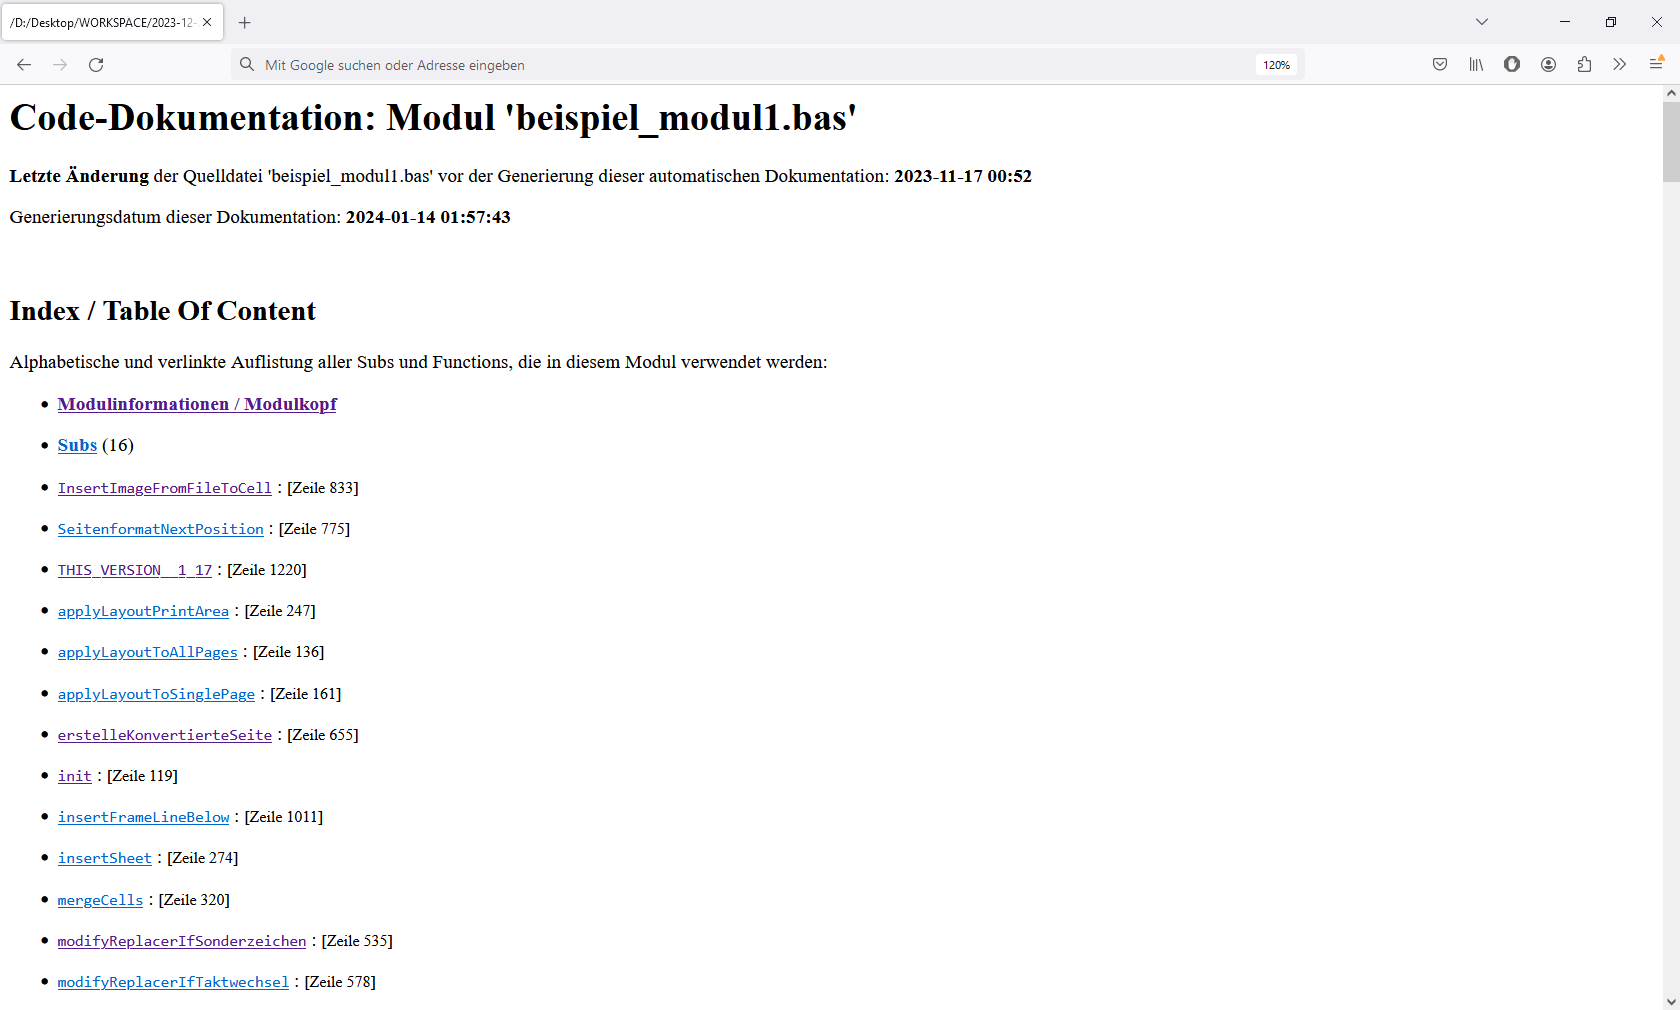 /D:/Desktop/WORKSPACE/2023-12-
Mit Google suchen oder Adresse eingeben
120%
Code-Dokumentation: Modul 'beispiel_modul1.bas'
Letzte Änderung der Quelldatei 'beispiel_modul1.bas' vor der Generierung dieser automatischen Dokumentation: 2023-11-17 00:52
Generierungsdatum dieser Dokumentation: 2024-01-14 01:57:43
Index / Table Of Content
Alphabetische und verlinkte Auflistung aller Subs und Functions, die in diesem Modul verwendet werden:
• Modulinformationen / Modulkopf
• Subs (16)
• InsertImageFromFileToCell : [Zeile 833]
• SeitenformatNextPosition : [Zeile 775]
• THIS_VERSION__1_17 : [Zeile 1220]
• applyLayoutPrintArea : [Zeile 247]
• applyLayoutToAllPages : [Zeile 136]
• applyLayoutToSinglePage : [Zeile 161]
• erstelleKonvertierteSeite : [Zeile 655]
• init : [Zeile 119]
• insertFrameLineBelow : [Zeile 1011]
• insertSheet : [Zeile 274]
• mergeCells : [Zeile 320]
• modifyReplacerIfSonderzeichen : [Zeile 535]
• modifyReplacerIfTaktwechsel : [Zeile 578]